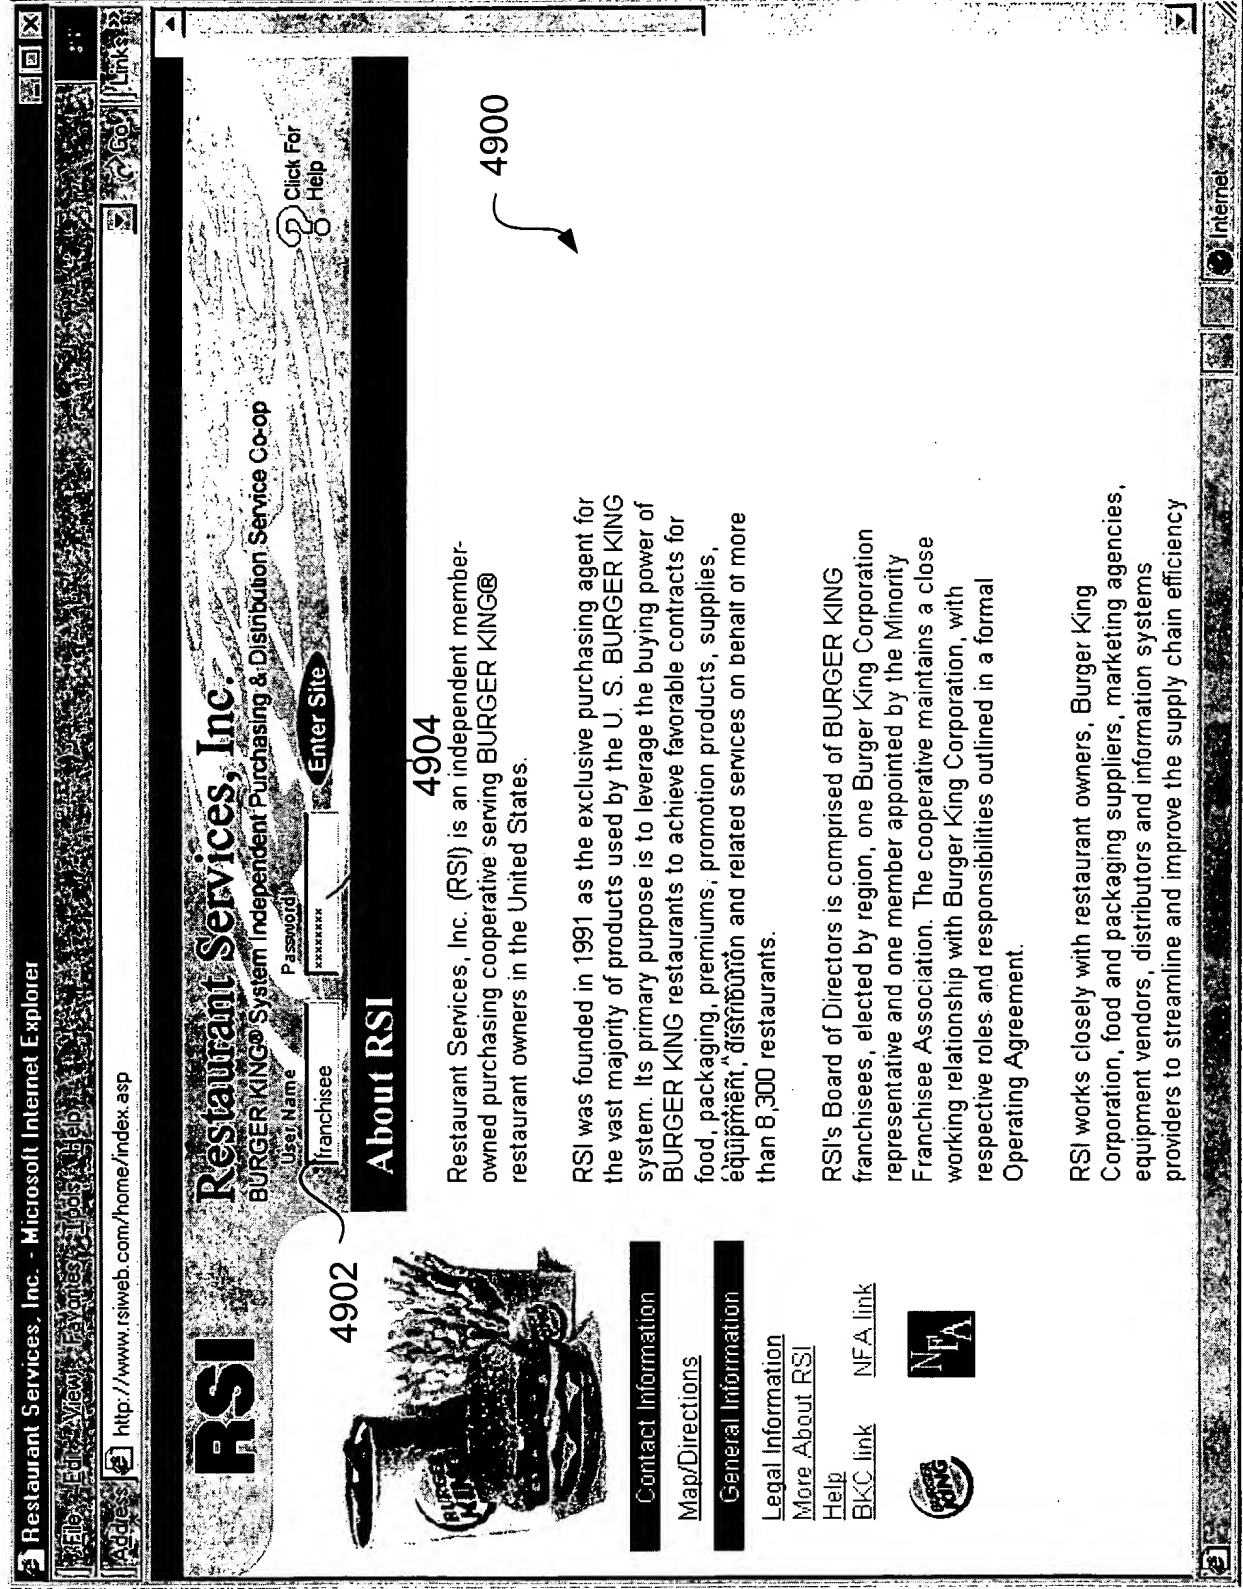 Restaurant Services, Inc. - Microsoft Internet Explorer
File Edit View Favorites Tools Help
Address http://www.rsiweb.com/home/index.asp Go Links »
RSI
Restaurant Services, Inc.
BURGER KING® System Independent Purchasing & Distribution Service Co-op
User Name
Password
franchisee
xxxxxxxx
Enter Site
Click For
Help
4902
4904
4900
About RSI
Restaurant Services, Inc. (RSI) is an independent member-
owned purchasing cooperative serving BURGER KING®
restaurant owners in the United States.
RSI was founded in 1991 as the exclusive purchasing agent for
the vast majority of products used by the U. S. BURGER KING
system. Its primary purpose is to leverage the buying power of
BURGER KING restaurants to achieve favorable contracts for
food, packaging, premiums, promotion products, supplies,
equipment, distribution and related services on behalf of more
than 8,300 restaurants.
RSI's Board of Directors is comprised of BURGER KING
franchisees, elected by region, one Burger King Corporation
representative and one member appointed by the Minority
Franchisee Association. The cooperative maintains a close
working relationship with Burger King Corporation, with
respective roles and responsibilities outlined in a formal
Operating Agreement.
RSI works closely with restaurant owners, Burger King
Corporation, food and packaging suppliers, marketing agencies,
equipment vendors, distributors and information systems
providers to streamline and improve the supply chain efficiency
BURGER
KING
Contact Information
Map/Directions
General Information
Legal Information
More About RSI
Help
BKC link NFA link
BURGER
KING
NFA
Internet